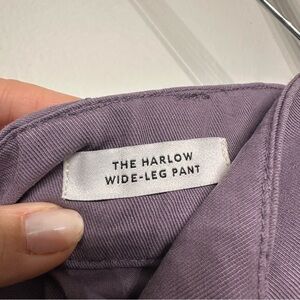 THE HARLOW
WIDE-LEG PANT